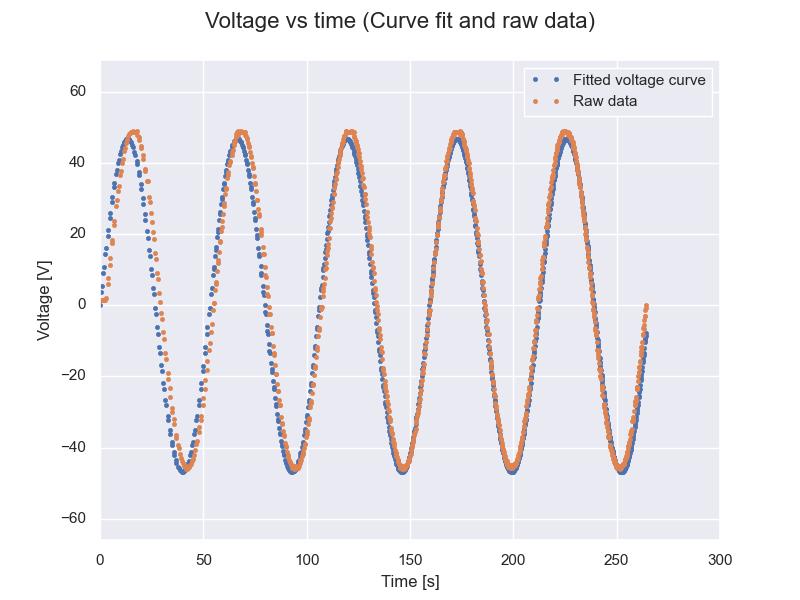 Voltage vs time (Curve fit and raw data)
Fitted voltage curve
Raw data
Voltage [V]
60
40
20
0
−20
−40
−60
0 50 100 150 200 250 300
Time [s]